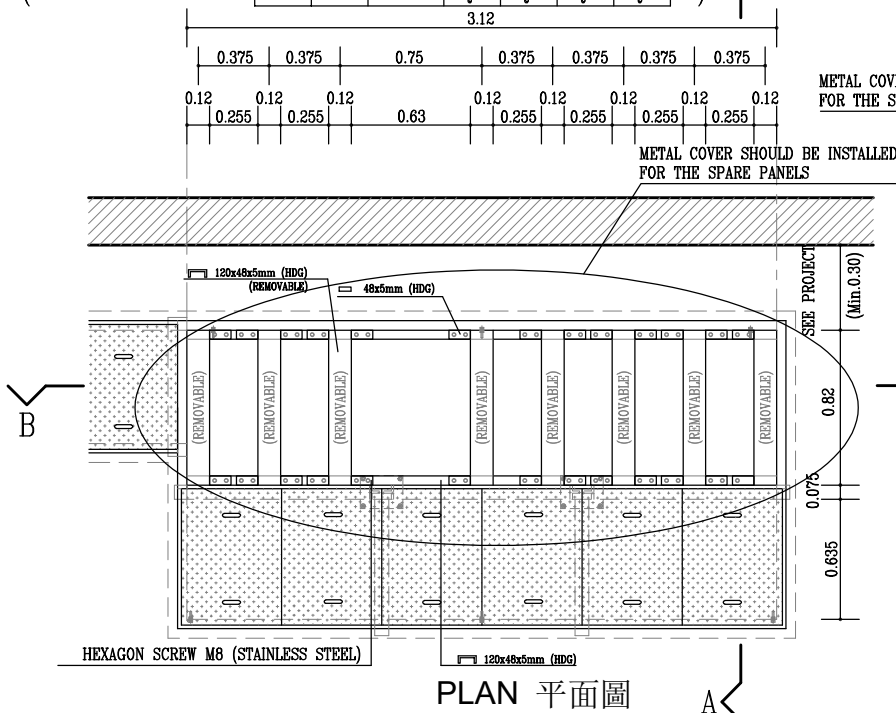 3.12
0.375 0.375 0.75 0.375 0.375 0.375 0.375
0.12 0.12 0.12 0.12 0.12 0.12 0.12 0.12
0.255 0.255 0.63 0.255 0.255 0.255 0.255
METAL COV
FOR THE S
METAL COVER SHOULD BE INSTALLED
FOR THE SPARE PANELS
120x48x5mm (HDG)
(REMOVABLE)
48x5mm (HDG)
SEE PROJECT
(Min.0.30)
(REMOVABLE) (REMOVABLE) (REMOVABLE) (REMOVABLE) (REMOVABLE) (REMOVABLE) (REMOVABLE) (REMOVABLE)
0.82
B
0.075
0.635
HEXAGON SCREW M8 (STAINLESS STEEL)
120x48x5mm (HDG)
PLAN 平面圖
A